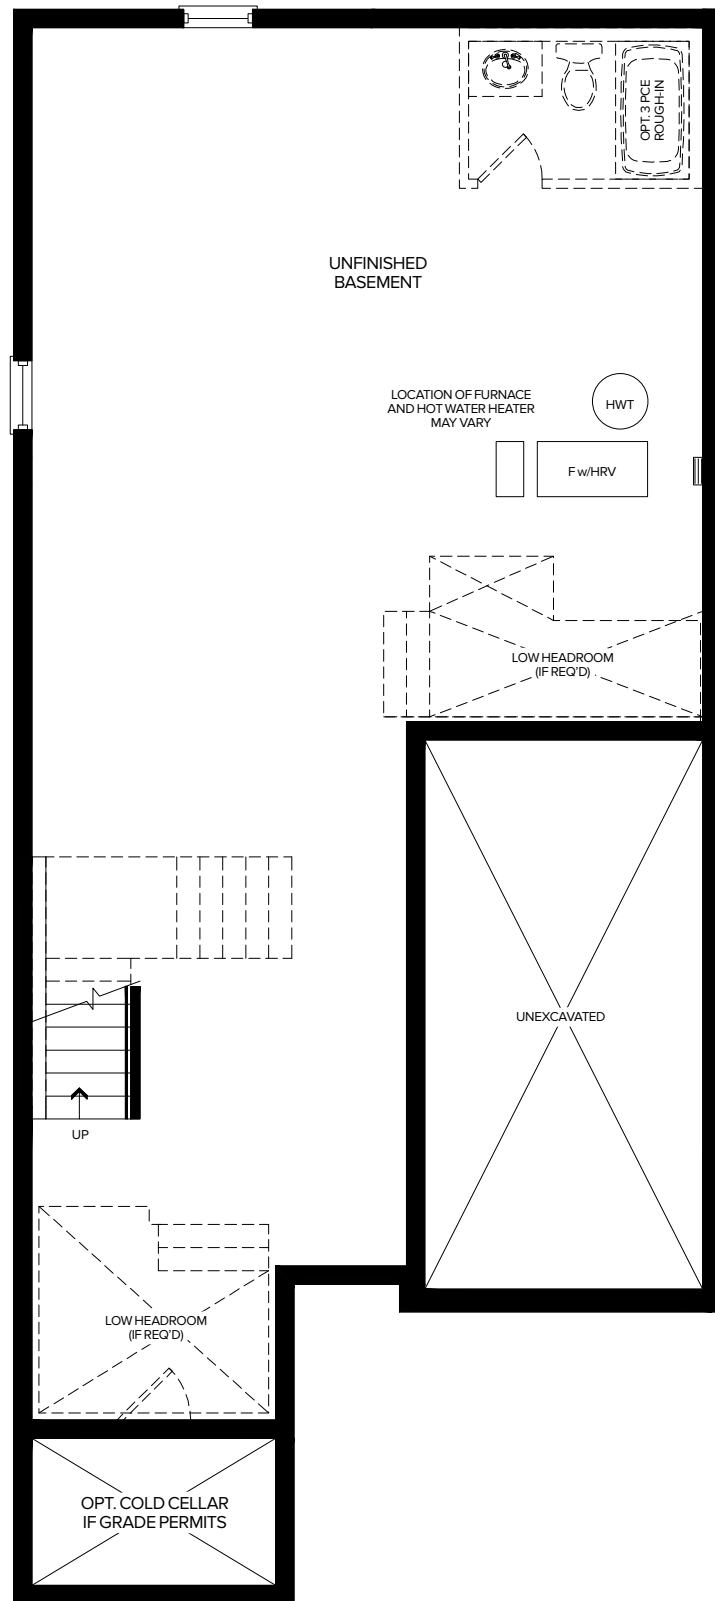 OPT. 3 PCE
ROUGH-IN
UNFINISHED
BASEMENT
LOCATION OF FURNACE
AND HOT WATER HEATER
MAY VARY
HWT
F w/HRV
LOW HEADROOM
(IF REQ'D)
UNEXCAVATED
UP
LOW HEADROOM
(IF REQ'D)
OPT. COLD CELLAR
IF GRADE PERMITS